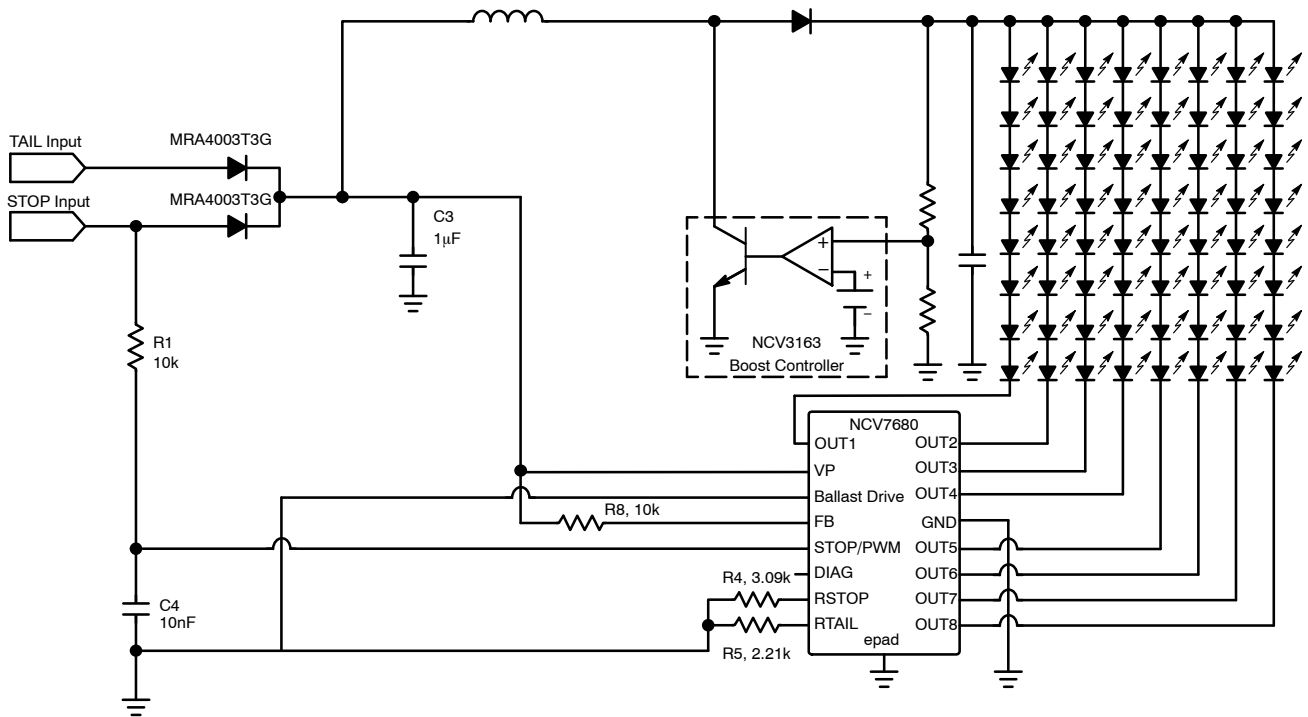 TAIL Input
MRA4003T3G
STOP Input
MRA4003T3G
C3
1µF
R1
10k
+
−
+
−
NCV3163
Boost Controller
NCV7680
OUT1
OUT2
VP
OUT3
Ballast Drive
OUT4
R8, 10k
FB
GND
STOP/PWM
OUT5
R4, 3.09k
DIAG
OUT6
C4
10nF
RSTOP
OUT7
RTAIL
OUT8
R5, 2.21k
epad